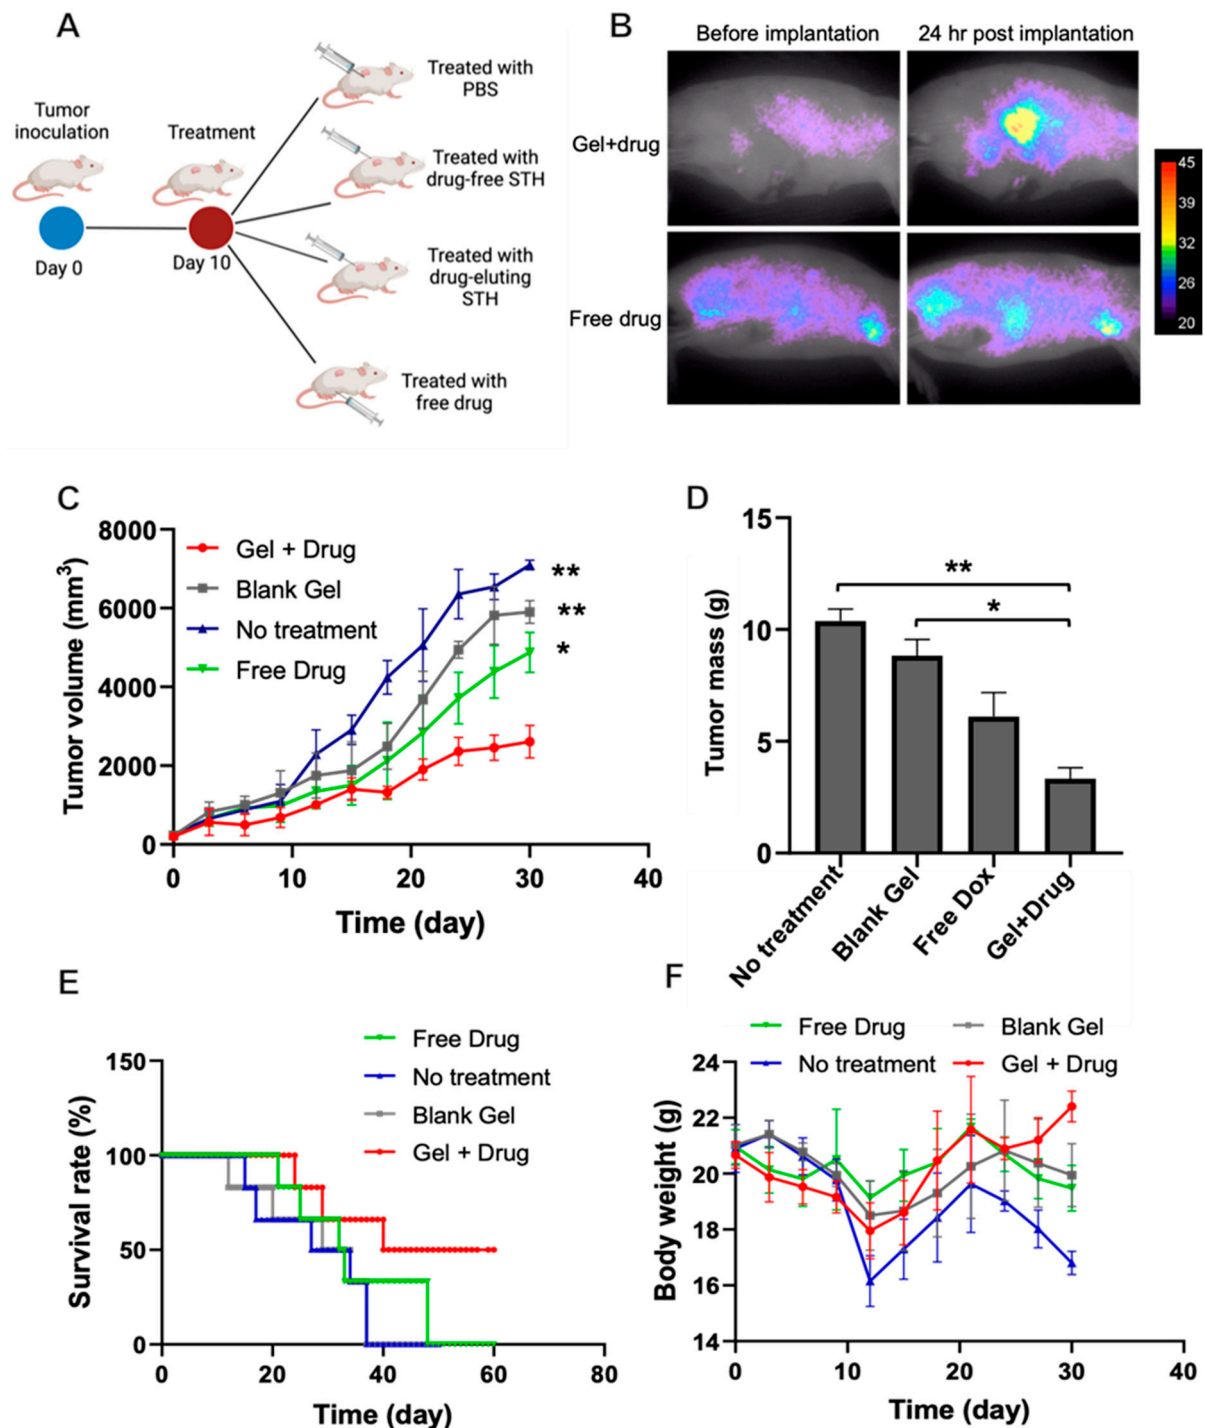 A
Tumor
inoculation
Treatment
Day 0
Day 10
Treated with
PBS
Treated with
drug-free STH
Treated with
drug-eluting
STH
Treated with
free drug
B
Before implantation
24 hr post implantation
Gel+drug
Free drug
45
39
32
26
20
C
Tumor volume (mm³)
8000
6000
4000
2000
0
Gel + Drug
Blank Gel
No treatment
Free Drug
**
**
*
0
10
20
30
40
Time (day)
D
Tumor mass (g)
15
10
5
0
**
*
No treatment
Blank Gel
Free Dox
Gel+Drug
E
Free Drug
No treatment
Blank Gel
Gel + Drug
Survival rate (%)
150
100
50
0
0
20
40
60
80
Time (day)
F
Free Drug
Blank Gel
No treatment
Gel + Drug
Body weight (g)
24
22
20
18
16
14
0
10
20
30
40
Time (day)